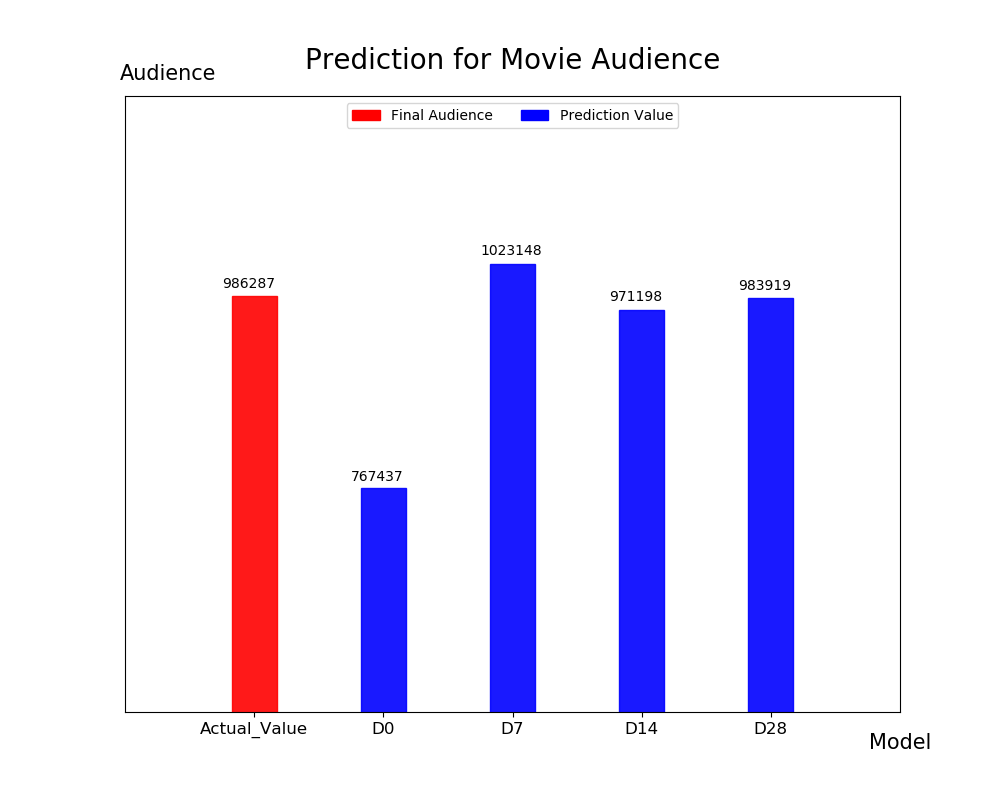 Prediction for Movie Audience
Audience
Final Audience Prediction Value
1023148
986287
983919
971198
767437
Actual_Value D0 D7 D14 D28
Model